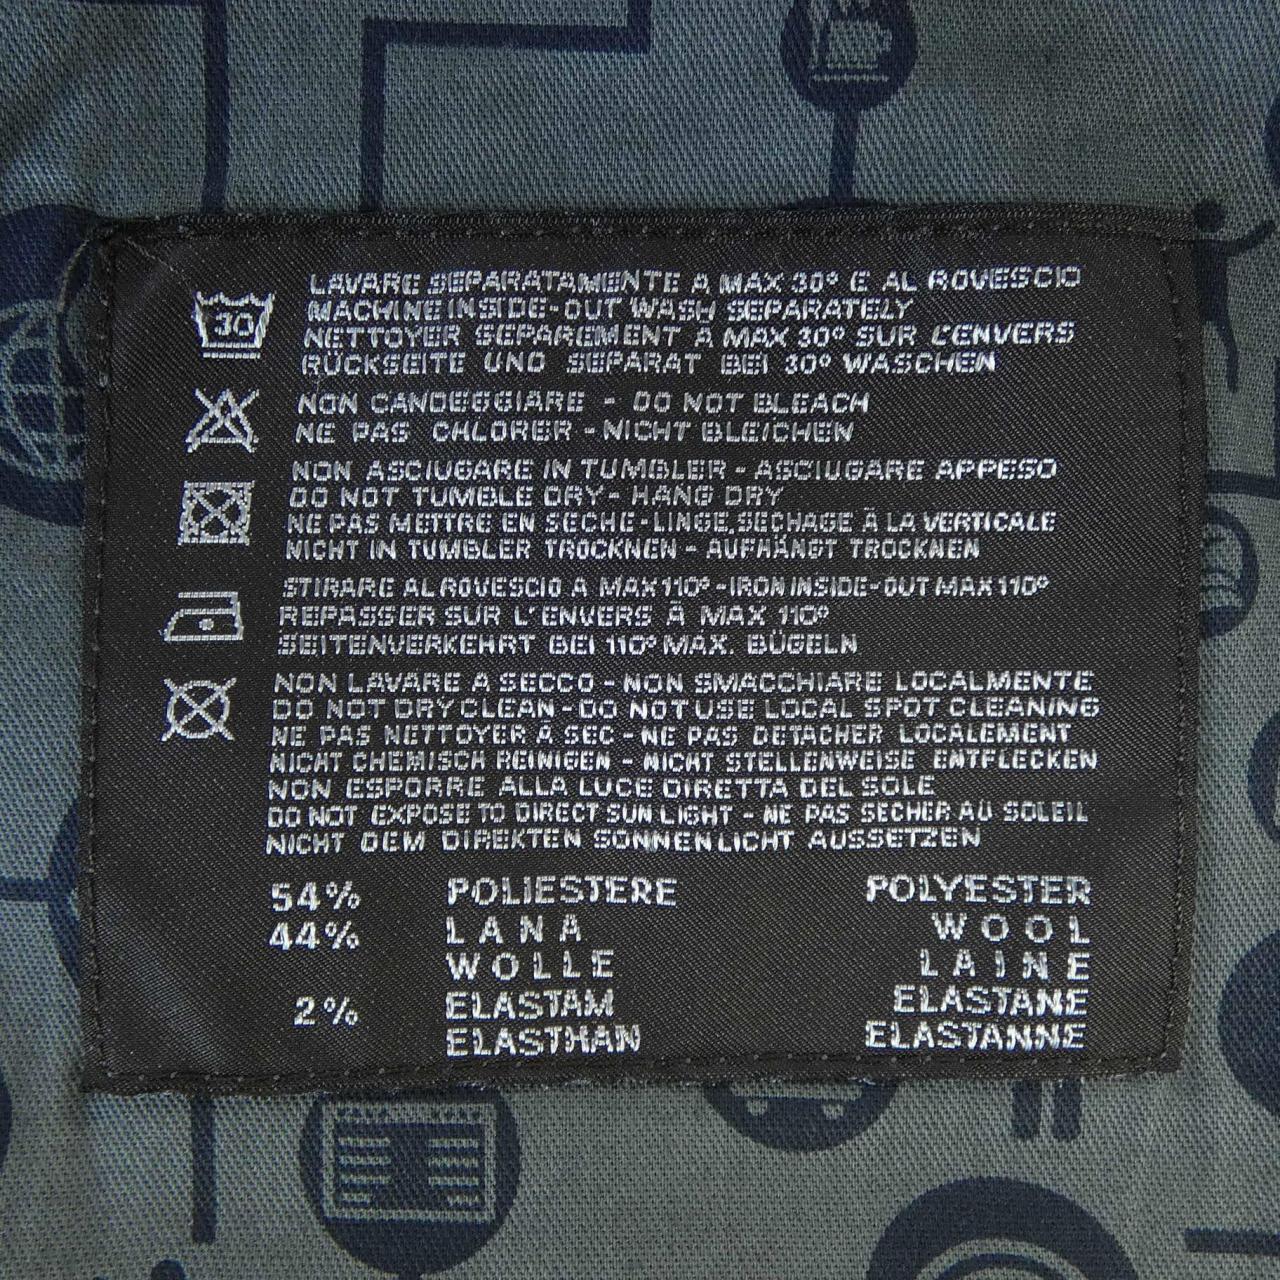 30
LAVARE SEPARATAMENTE A MAX 30° E AL ROVESCIO
MACHINE INSIDE-OUT WASH SEPARATELY
NETTOYER SEPAREMENT A MAX 30° SUR L'ENVERS
RÜCKSEITE UND SEPARAT BEI 30° WASCHEN
NON CANDEGGIARE - DO NOT BLEACH
NE PAS CHLORER - NICHT BLEICHEN
NON ASCIUGARE IN TUMBLER - ASCIUGARE APPESO
DO NOT TUMBLE DRY - HANG DRY
NE PAS METTRE EN SECHE-LINGE, SECHAGE À LA VERTICALE
NICHT IN TUMBLER TROCKNEN - AUFHÄNGT TROCKNEN
STIRARE AL ROVESCIO A MAX 110° - IRON INSIDE-OUT MAX 110°
REPASSER SUR L'ENVERS À MAX 110°
SEITENVERKEHRT BEI 110° MAX. BÜGELN
NON LAVARE A SECCO - NON SMACCHIARE LOCALMENTE
DO NOT DRY CLEAN - DO NOT USE LOCAL SPOT CLEANING
NE PAS NETTOYER À SEC - NE PAS DETACHER LOCALEMENT
NICHT CHEMISCH REINIGEN - NICHT STELLENWEISE ENTFLECKEN
NON ESPORRE ALLA LUCE DIRETTA DEL SOLE
DO NOT EXPOSE TO DIRECT SUN LIGHT - NE PAS SECHER AU SOLEIL
NICHT DEM DIREKTEN SONNENLICHT AUSSETZEN
54% POLIESTERE POLYESTER
44% LANA WOOL
WOLLE LAINE
2% ELASTAM ELASTANE
ELASTHAN ELASTANNE